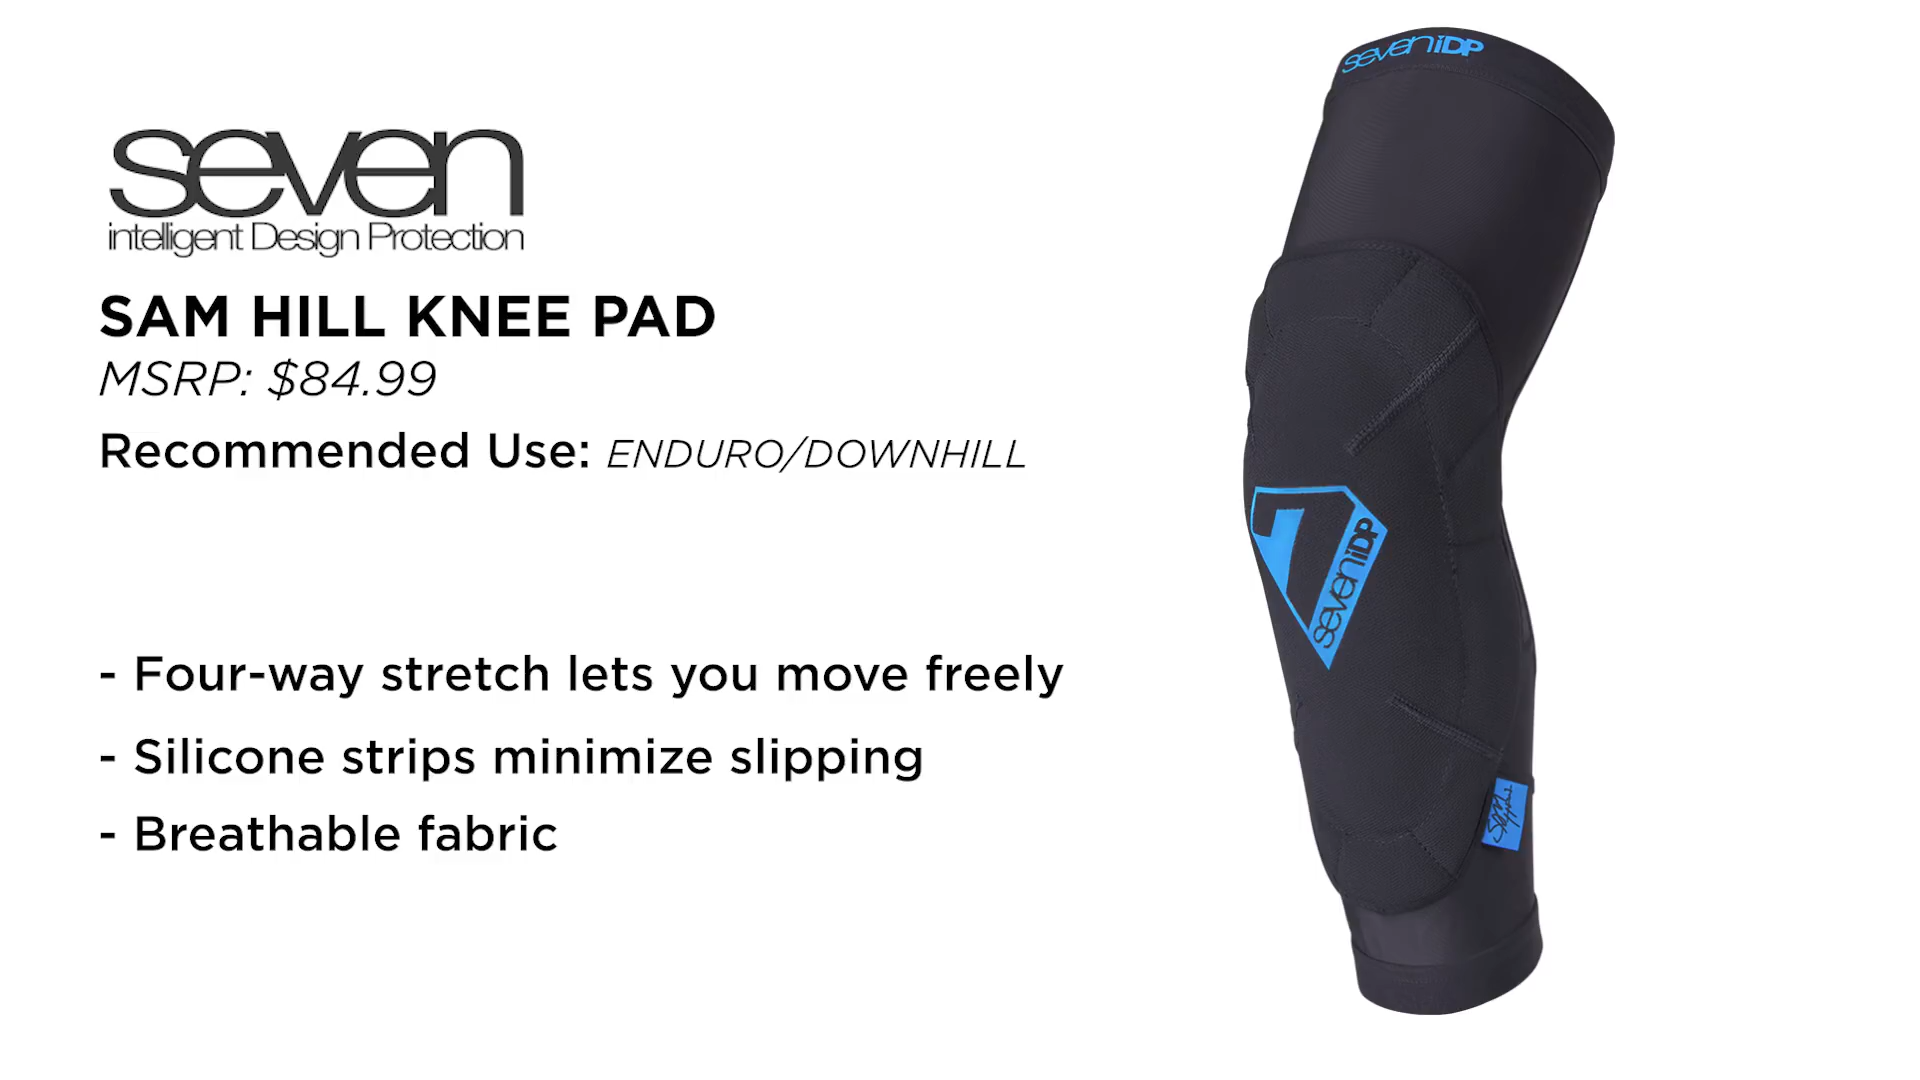 seven
intelligent Design Protection
SAM HILL KNEE PAD
MSRP: $84.99
Recommended Use: ENDURO/DOWNHILL
- Four-way stretch lets you move freely
- Silicone strips minimize slipping
- Breathable fabric
seveniDP
7
seveniDP